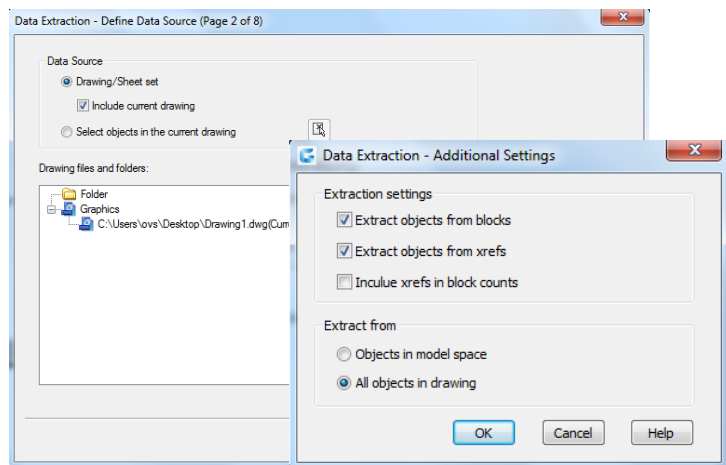 Data Extraction - Define Data Source (Page 2 of 8)
Data Source
Drawing/Sheet set
Include current drawing
Select objects in the current drawing
Drawing files and folders:
Folder
Graphics
C:\Users\ovs\Desktop\Drawing1.dwg(Curr
Data Extraction - Additional Settings
Extraction settings
Extract objects from blocks
Extract objects from xrefs
Inculue xrefs in block counts
Extract from
Objects in model space
All objects in drawing
OK
Cancel
Help